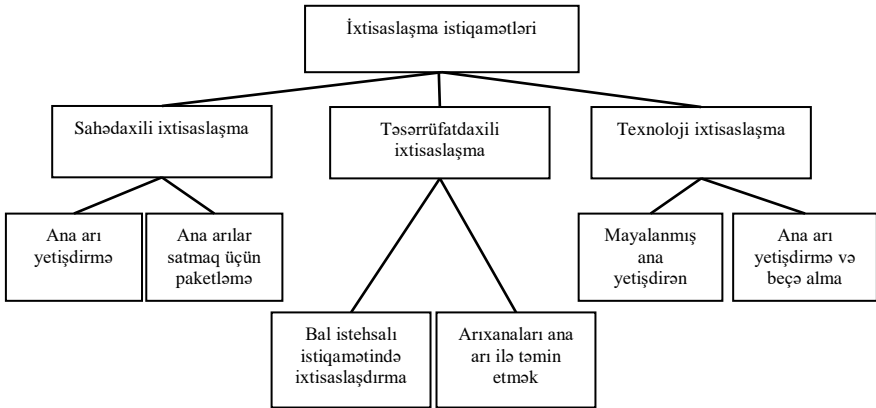 İxtisaslaşma istiqamətləri
Sahədaxili ixtisaslaşma
Təsərrüfatdaxili
ixtisaslaşma
Texnoloji ixtisaslaşma
Ana arı
yetişdirmə
Ana arılar
satmaq üçün
paketləmə
Mayalanmış
ana
yetişdirən
Ana arı
yetişdirmə və
beçə alma
Bal istehsalı
istiqamətində
ixtisaslaşdırma
Arıxanaları ana
arı ilə təmin
etmək